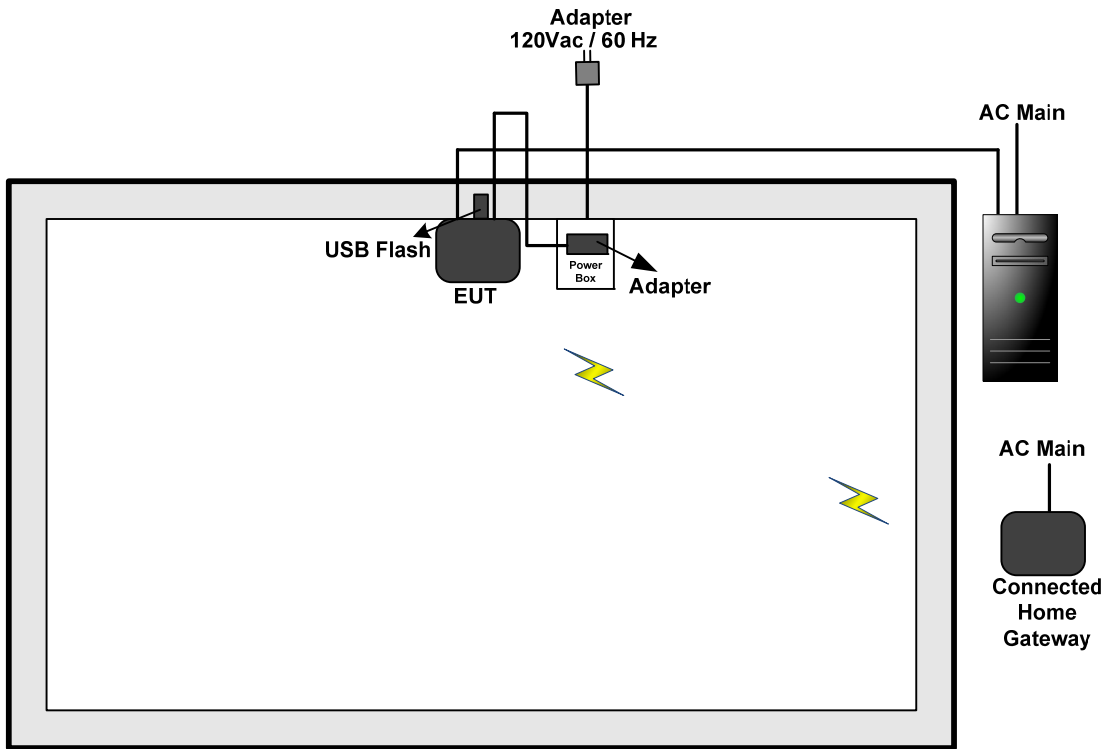 Adapter
120Vac / 60 Hz
AC Main
USB Flash
EUT
Power
Box
Adapter
AC Main
Connected
Home
Gateway